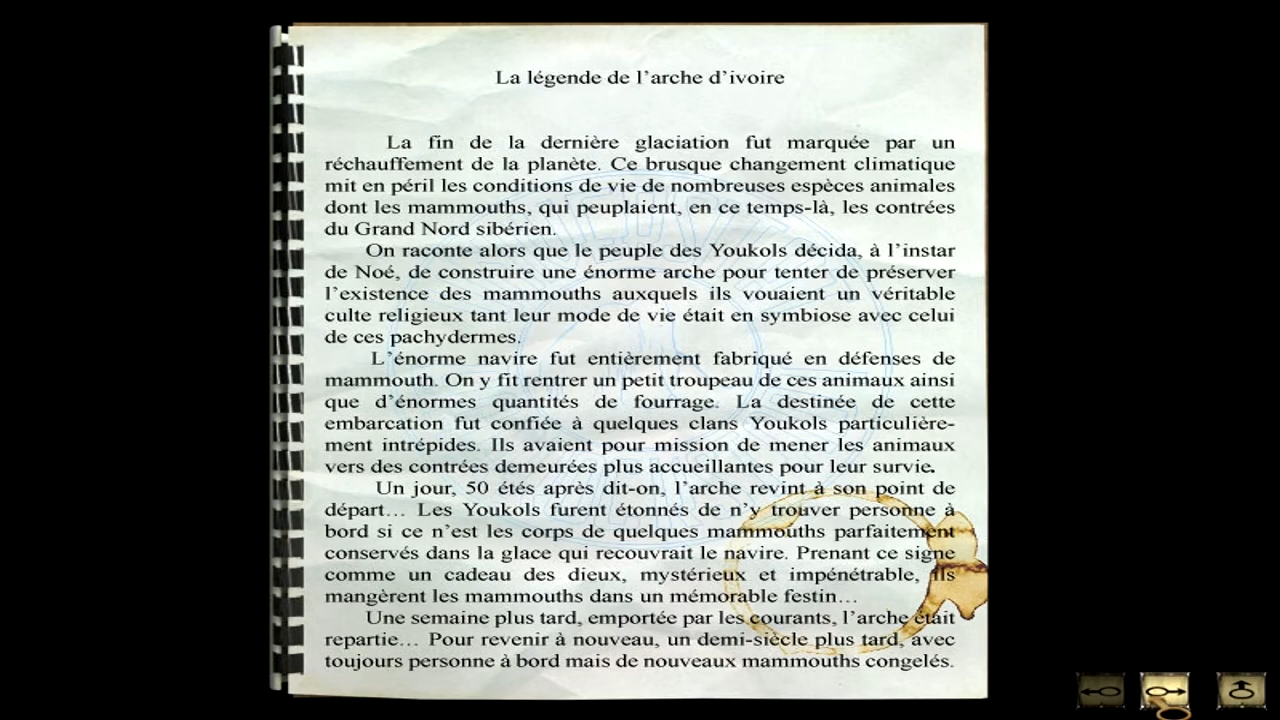 La légende de l'arche d'ivoire
La fin de la dernière glaciation fut marquée par un
réchauffement de la planète. Ce brusque changement climatique
mit en péril les conditions de vie de nombreuses espèces animales
dont les mammouths, qui peuplaient, en ce temps-là, les contrées
du Grand Nord sibérien.
On raconte alors que le peuple des Youkols décida, à l'instar
de Noé, de construire une énorme arche pour tenter de préserver
l'existence des mammouths auxquels ils vouaient un véritable
culte religieux tant leur mode de vie était en symbiose avec celui
de ces pachydermes.
L'énorme navire fut entièrement fabriqué en défenses de
mammouth. On y fit rentrer un petit troupeau de ces animaux ainsi
que d'énormes quantités de fourrage. La destinée de cette
embarcation fut confiée à quelques clans Youkols particulière-
ment intrépides. Ils avaient pour mission de mener les animaux
vers des contrées demeurées plus accueillantes pour leur survie.
Un jour, 50 étés après dit-on, l'arche revint à son point de
départ... Les Youkols furent étonnés de n'y trouver personne à
bord si ce n'est les corps de quelques mammouths parfaitement
conservés dans la glace qui recouvrait le navire. Prenant ce signe
comme un cadeau des dieux, mystérieux et impénétrable, ils
mangèrent les mammouths dans un mémorable festin...
Une semaine plus tard, emportée par les courants, l'arche était
repartie... Pour revenir à nouveau, un demi-siècle plus tard, avec
toujours personne à bord mais de nouveaux mammouths congelés.